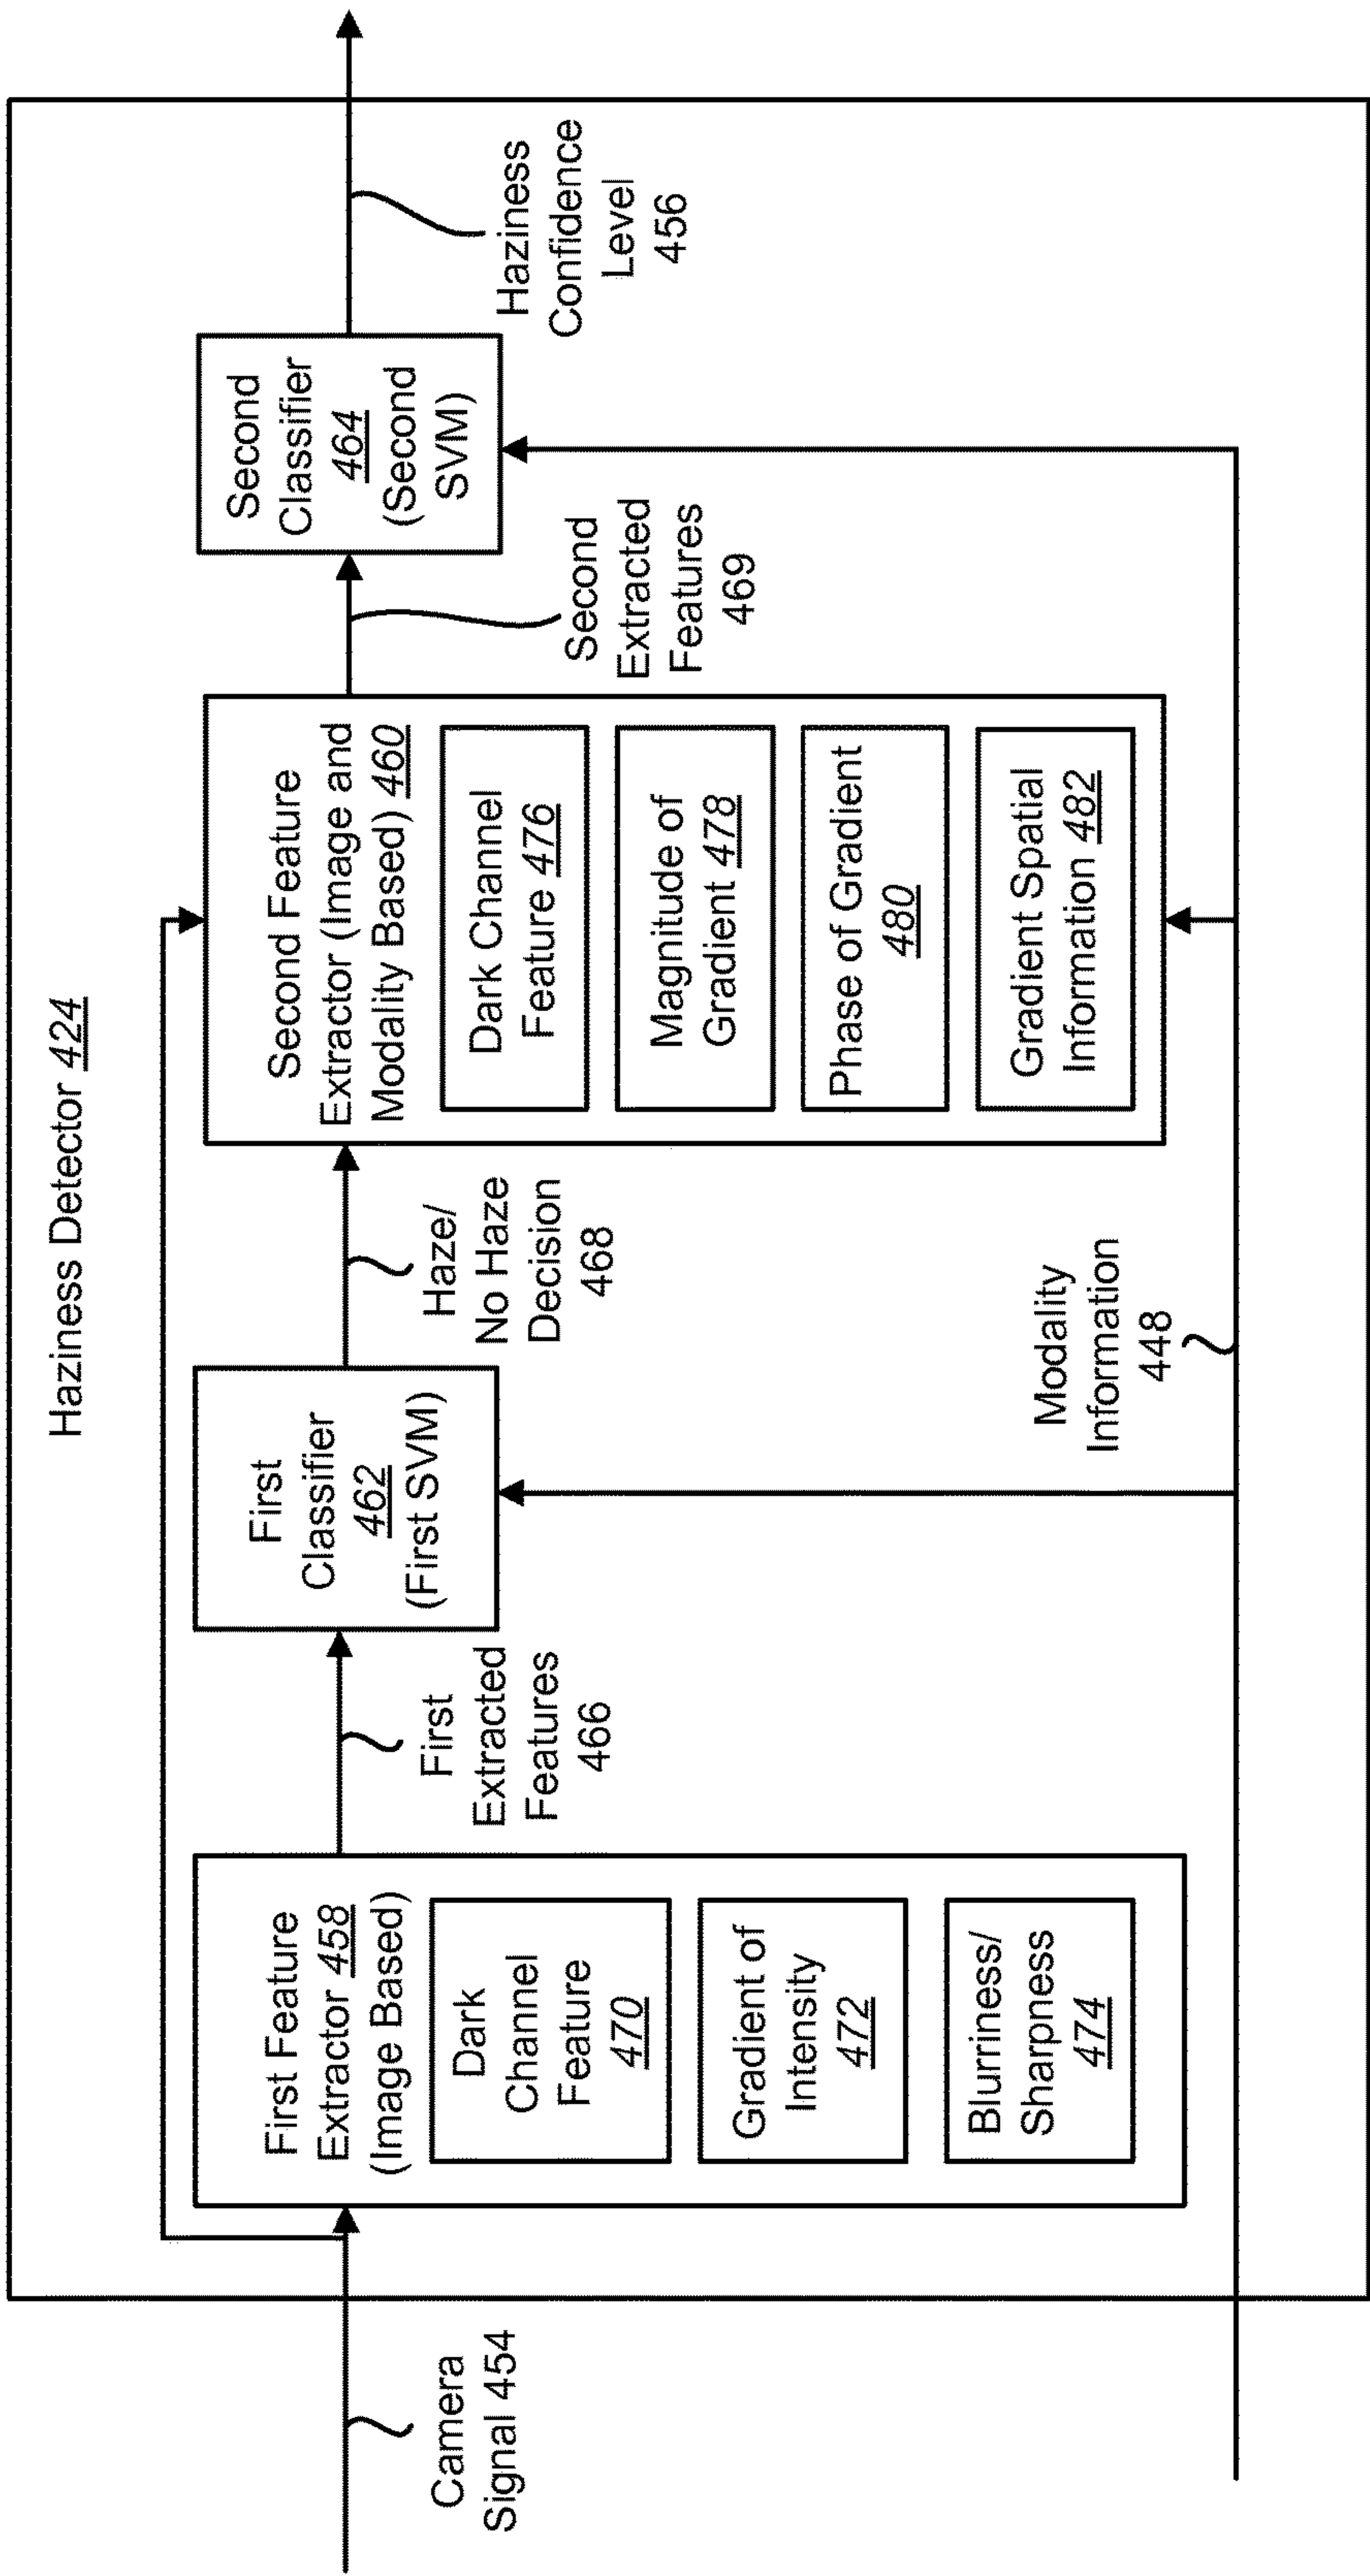 Haziness Detector 424
Camera
Signal 454
First Feature
Extractor 458
(Image Based)
Dark
Channel
Feature
470
Gradient of
Intensity
472
Blurriness/
Sharpness
474
First
Extracted
Features
466
First
Classifier
462
(First SVM)
Haze/
No Haze
Decision
468
Second Feature
Extractor (Image and
Modality Based) 460
Dark Channel
Feature 476
Magnitude of
Gradient 478
Phase of Gradient
480
Gradient Spatial
Information 482
Second
Extracted
Features
469
Second
Classifier
464
(Second
SVM)
Haziness
Confidence
Level
456
Modality
Information
448